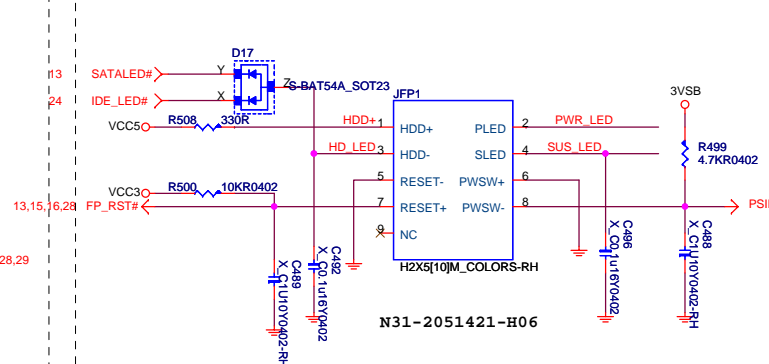 D17
13 SATALED# Y
Z S-BAT54A_SOT23
24 IDE_LED# X
JFP1
3VSB
VCC5 R508 330R HDD+ 1 HDD+ PLED 2 PWR_LED
HD_LED 3 HDD- SLED 4 SUS_LED
R499
4.7KR0402
VCC3 R500 10KR0402 5 RESET- PWSW+ 6
13,15,16,28 FP_RST# 7 RESET+ PWSW- 8
9 NC
28,29
H2X5[10]M_COLORS-RH
C489
X_C1U10Y0402-RH
C492
X_C0.1u16Y0402
C496
X_C0.1u16Y0402
C488
X_C1U10Y0402-RH
N31-2051421-H06